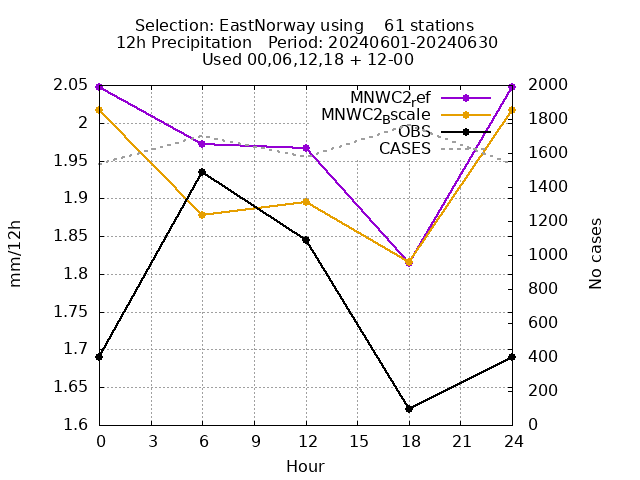 Selection: EastNorway using    61 stations
12h Precipitation   Period: 20240601-20240630
Used 00,06,12,18 + 12-00
2.05
2
1.95
1.9
1.85
1.8
1.75
1.7
1.65
1.6
mm/12h
MNWC2ref
MNWC2Bscale
OBS
CASES
2000
1800
1600
1400
1200
1000
800
600
400
200
0
No cases
0 3 6 9 12 15 18 21 24
Hour